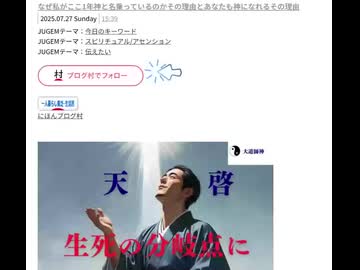 なぜ私がここ1年神と名乗っているのかその理由とあなたも神になれるその理由
2025.07.27 Sunday
15:39
JUGEMテーマ：今日のキーワード
JUGEMテーマ：スピリチュアル/アセンション
JUGEMテーマ：伝えたい
村 ブログ村でフォロー
にほんブログ村
大道師神
天 啓
生死の分岐点に